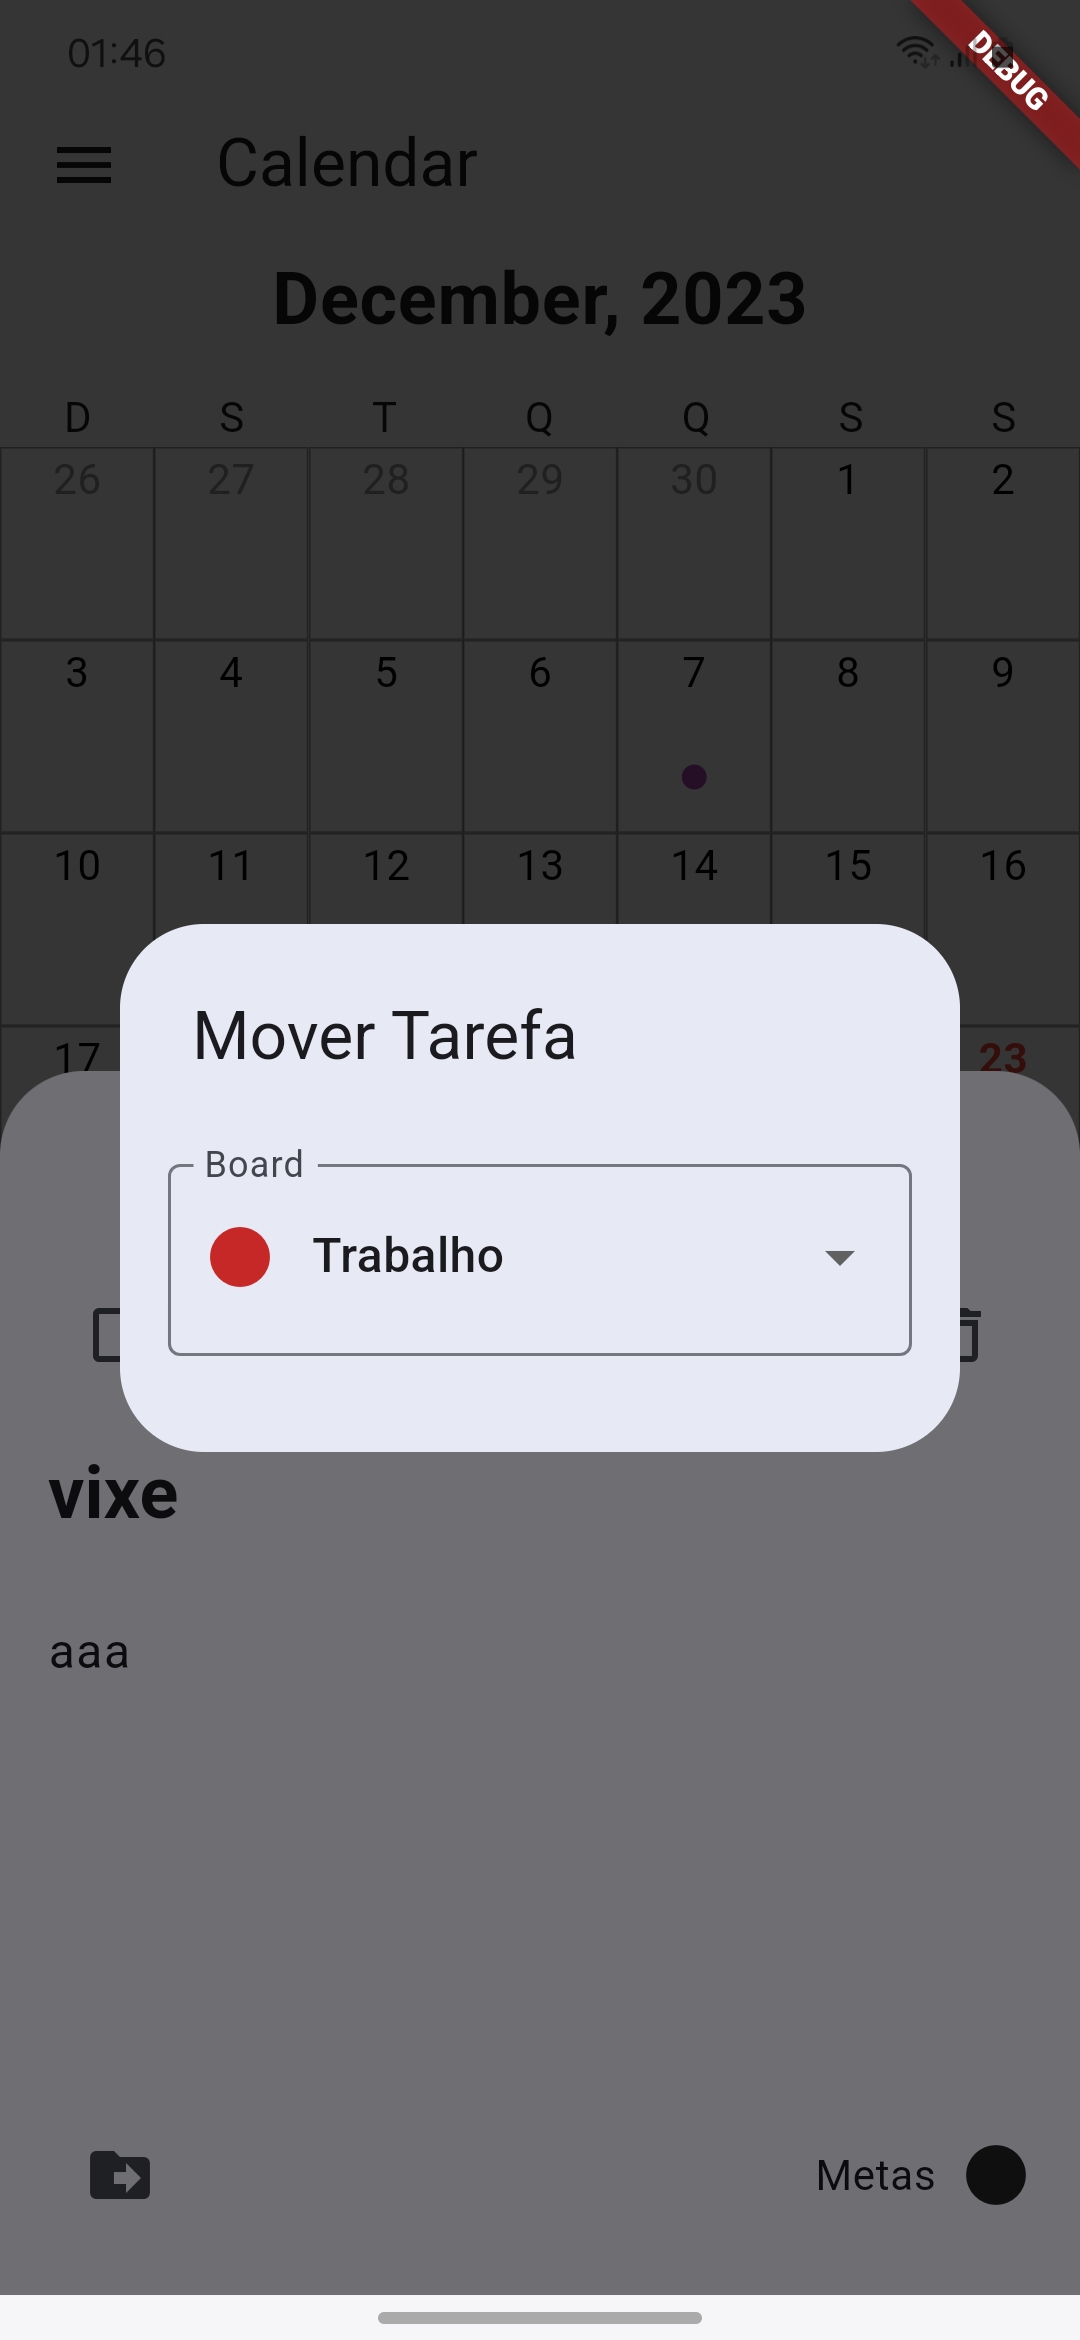 01:46
DEBUG
Calendar
December, 2023
D S T Q Q S S
26 27 28 29 30 1 2
3 4 5 6 7 8 9
10 11 12 13 14 15 16
17 23
Mover Tarefa
Board
Trabalho
vixe
aaa
Metas